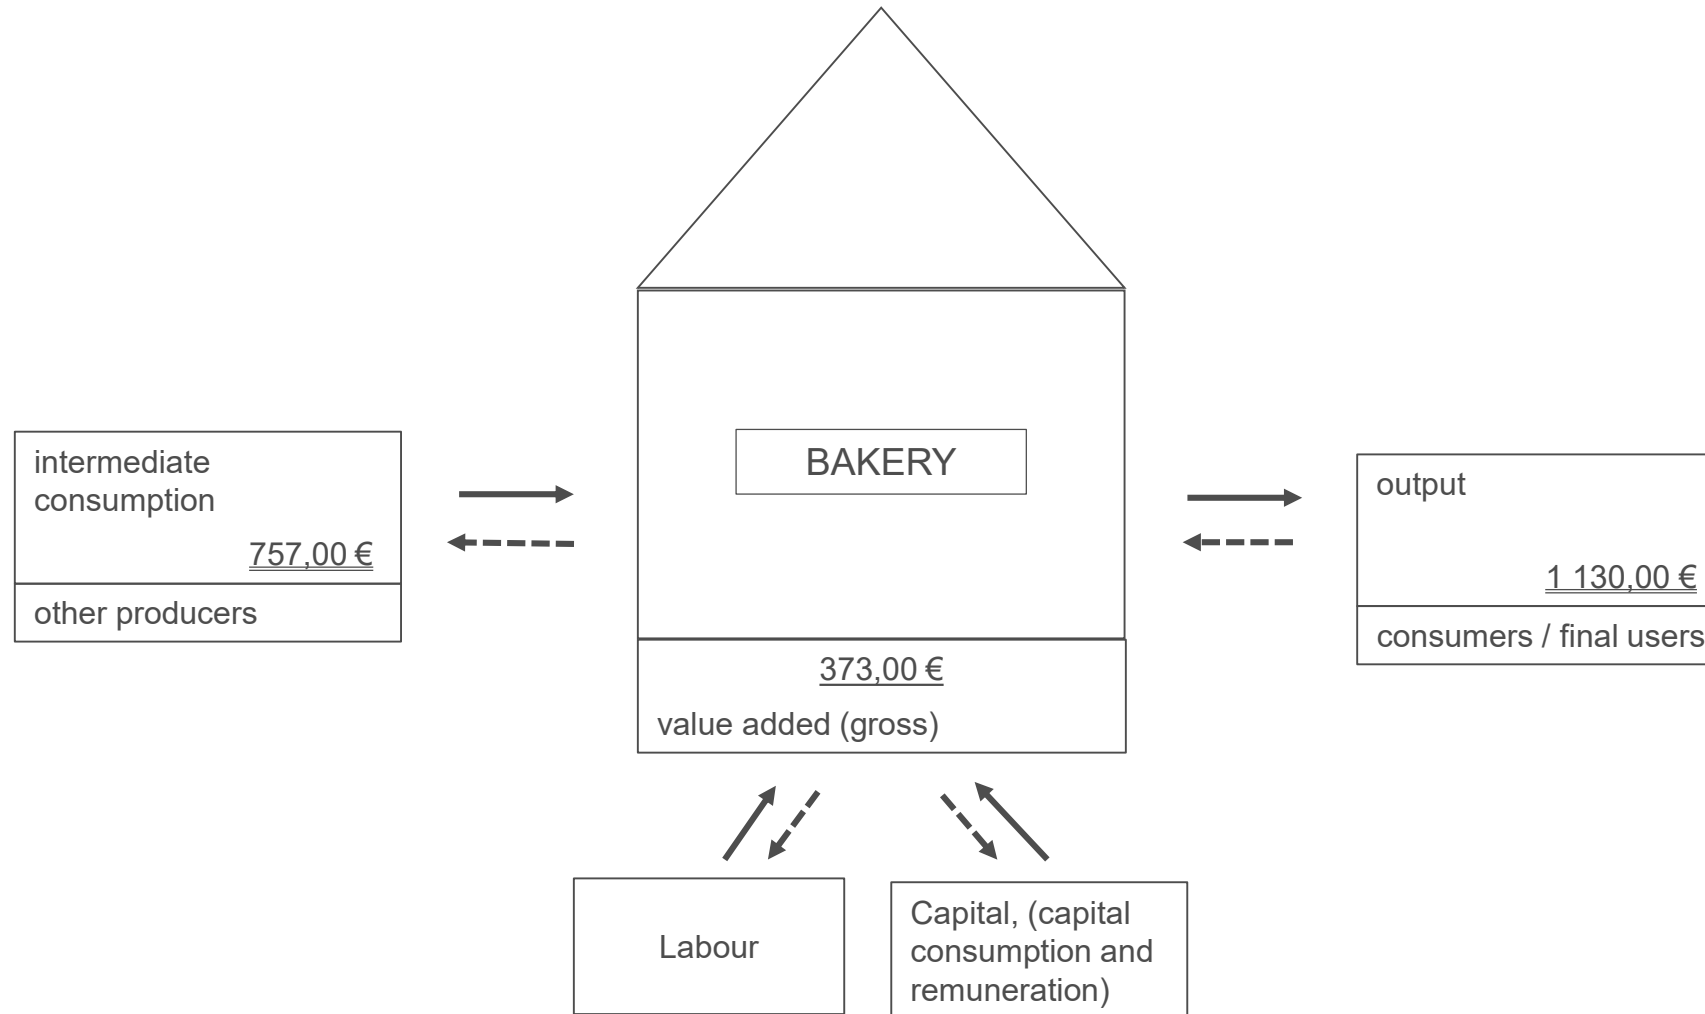 BAKERY
intermediate
consumption
757,00 €
other producers
output
1 130,00 €
consumers / final users
373,00 €
value added (gross)
Labour
Capital, (capital
consumption and
remuneration)